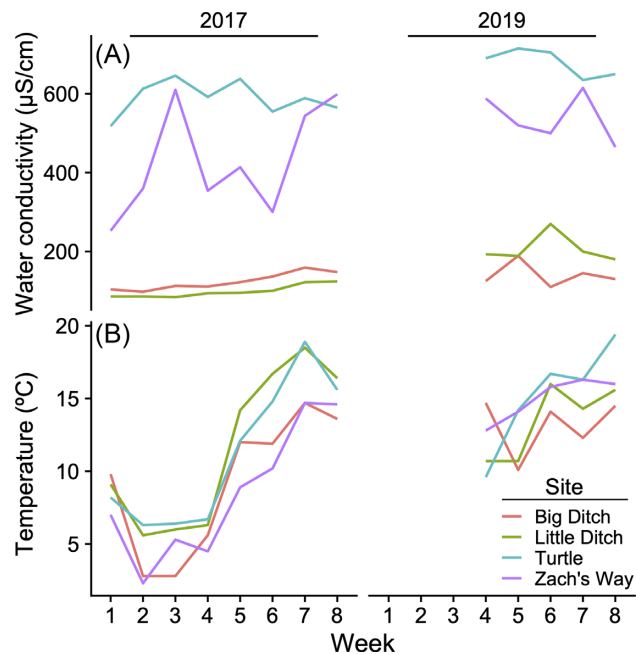 2017 2019
(A)
Water conductivity (µS/cm)
600
400
200
(B)
Temperature (ºC)
20
15
10
5
Site
Big Ditch
Little Ditch
Turtle
Zach's Way
1 2 3 4 5 6 7 8 1 2 3 4 5 6 7 8
Week